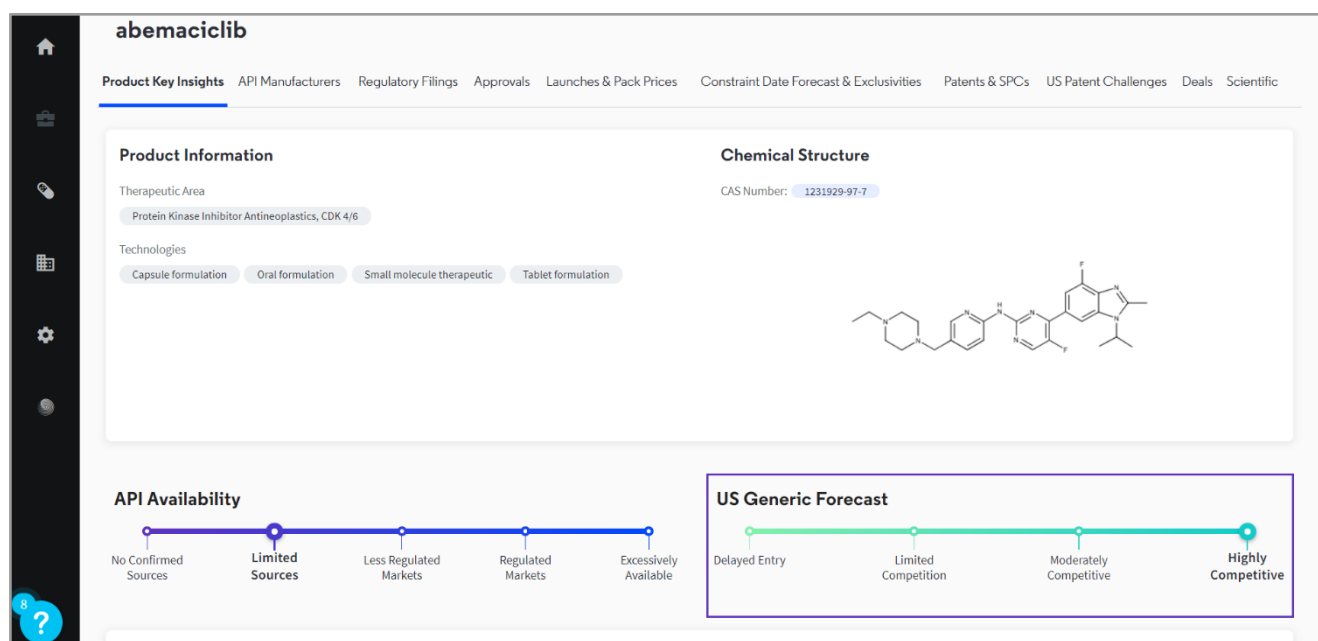 abemaciclib
Product Key Insights API Manufacturers Regulatory Filings Approvals Launches & Pack Prices Constraint Date Forecast & Exclusivities Patents & SPCs US Patent Challenges Deals Scientific
Product Information
Therapeutic Area
Protein Kinase Inhibitor Antineoplastics, CDK 4/6
Technologies
Capsule formulation Oral formulation Small molecule therapeutic Tablet formulation
Chemical Structure
CAS Number: 1231929-97-7
F
N
N
H
N
N
N
N
N
N
F
API Availability
No Confirmed
Sources
Limited
Sources
Less Regulated
Markets
Regulated
Markets
Excessively
Available
US Generic Forecast
Delayed Entry
Limited
Competition
Moderately
Competitive
Highly
Competitive
8
?